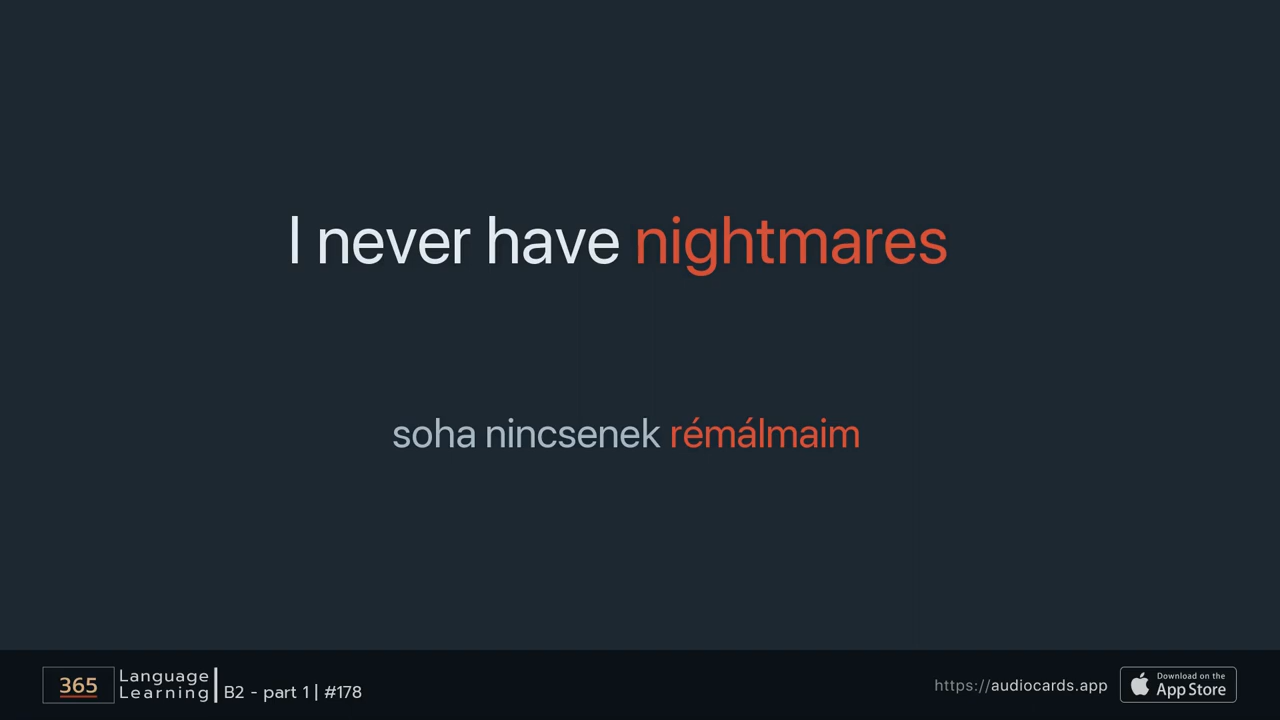 I never have nightmares
soha nincsenek rémálmaim
365
Language
Learning
B2 - part 1 | #178
https://audiocards.app
Download on the
App Store